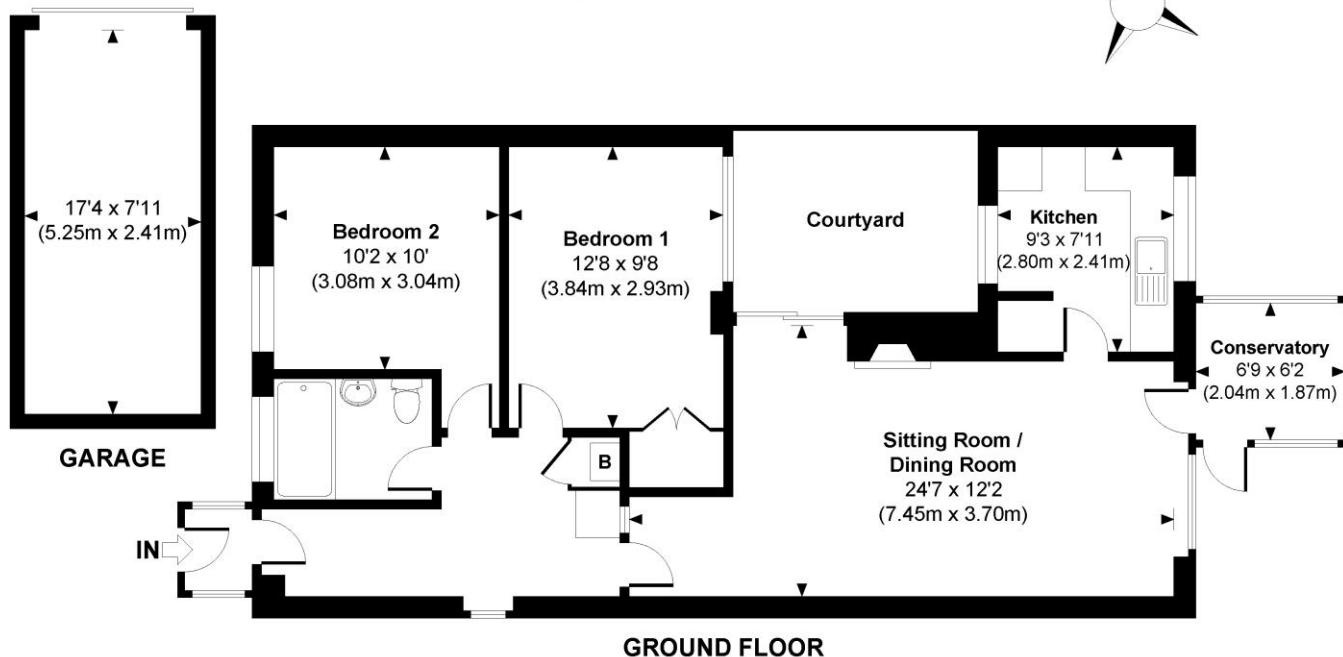 17'4 x 7'11
(5.25m x 2.41m)
GARAGE
Bedroom 2
10'2 x 10'
(3.08m x 3.04m)
Bedroom 1
12'8 x 9'8
(3.84m x 2.93m)
Courtyard
Kitchen
9'3 x 7'11
(2.80m x 2.41m)
Conservatory
6'9 x 6'2
(2.04m x 1.87m)
B
Sitting Room /
Dining Room
24'7 x 12'2
(7.45m x 3.70m)
IN
GROUND FLOOR